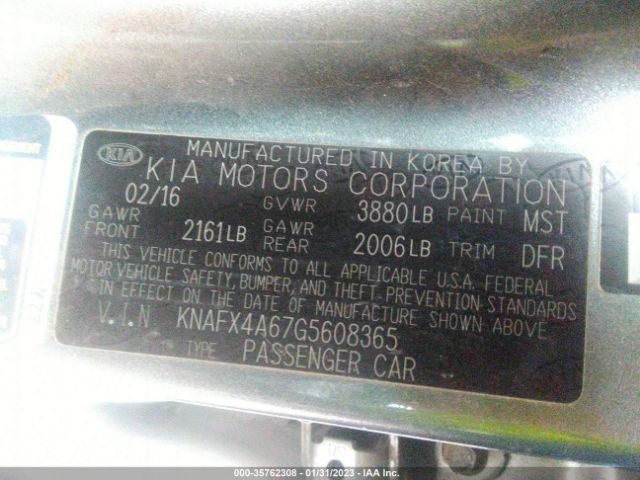 KIA
MANUFACTURED IN KOREA BY
KIA MOTORS CORPORATION
02/16 GVWR 3880LB PAINT MST
GAWR FRONT 2161LB GAWR REAR 2006LB TRIM DFR
THIS VEHICLE CONFORMS TO ALL APPLICABLE U.S.A. FEDERAL
MOTOR VEHICLE SAFETY, BUMPER, AND THEFT PREVENTION STANDARDS
IN EFFECT ON THE DATE OF MANUFACTURE SHOWN ABOVE
V.I.N KNAFX4A67G5608365
TYPE PASSENGER CAR
Y77
000-35762308 - 01/31/2023 - IAA Inc.